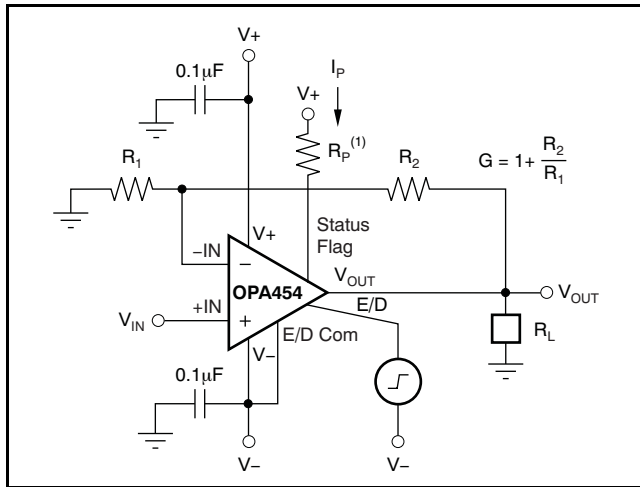 V+
0.1μF
I_P
V+
R_P^(1)
R_1
R_2
G = 1 + R_2/R_1
Status
Flag
V+
–IN
−
OPA454
V_OUT
V_OUT
E/D
+IN
+
V_IN
E/D Com
V–
R_L
0.1μF
V–
V–